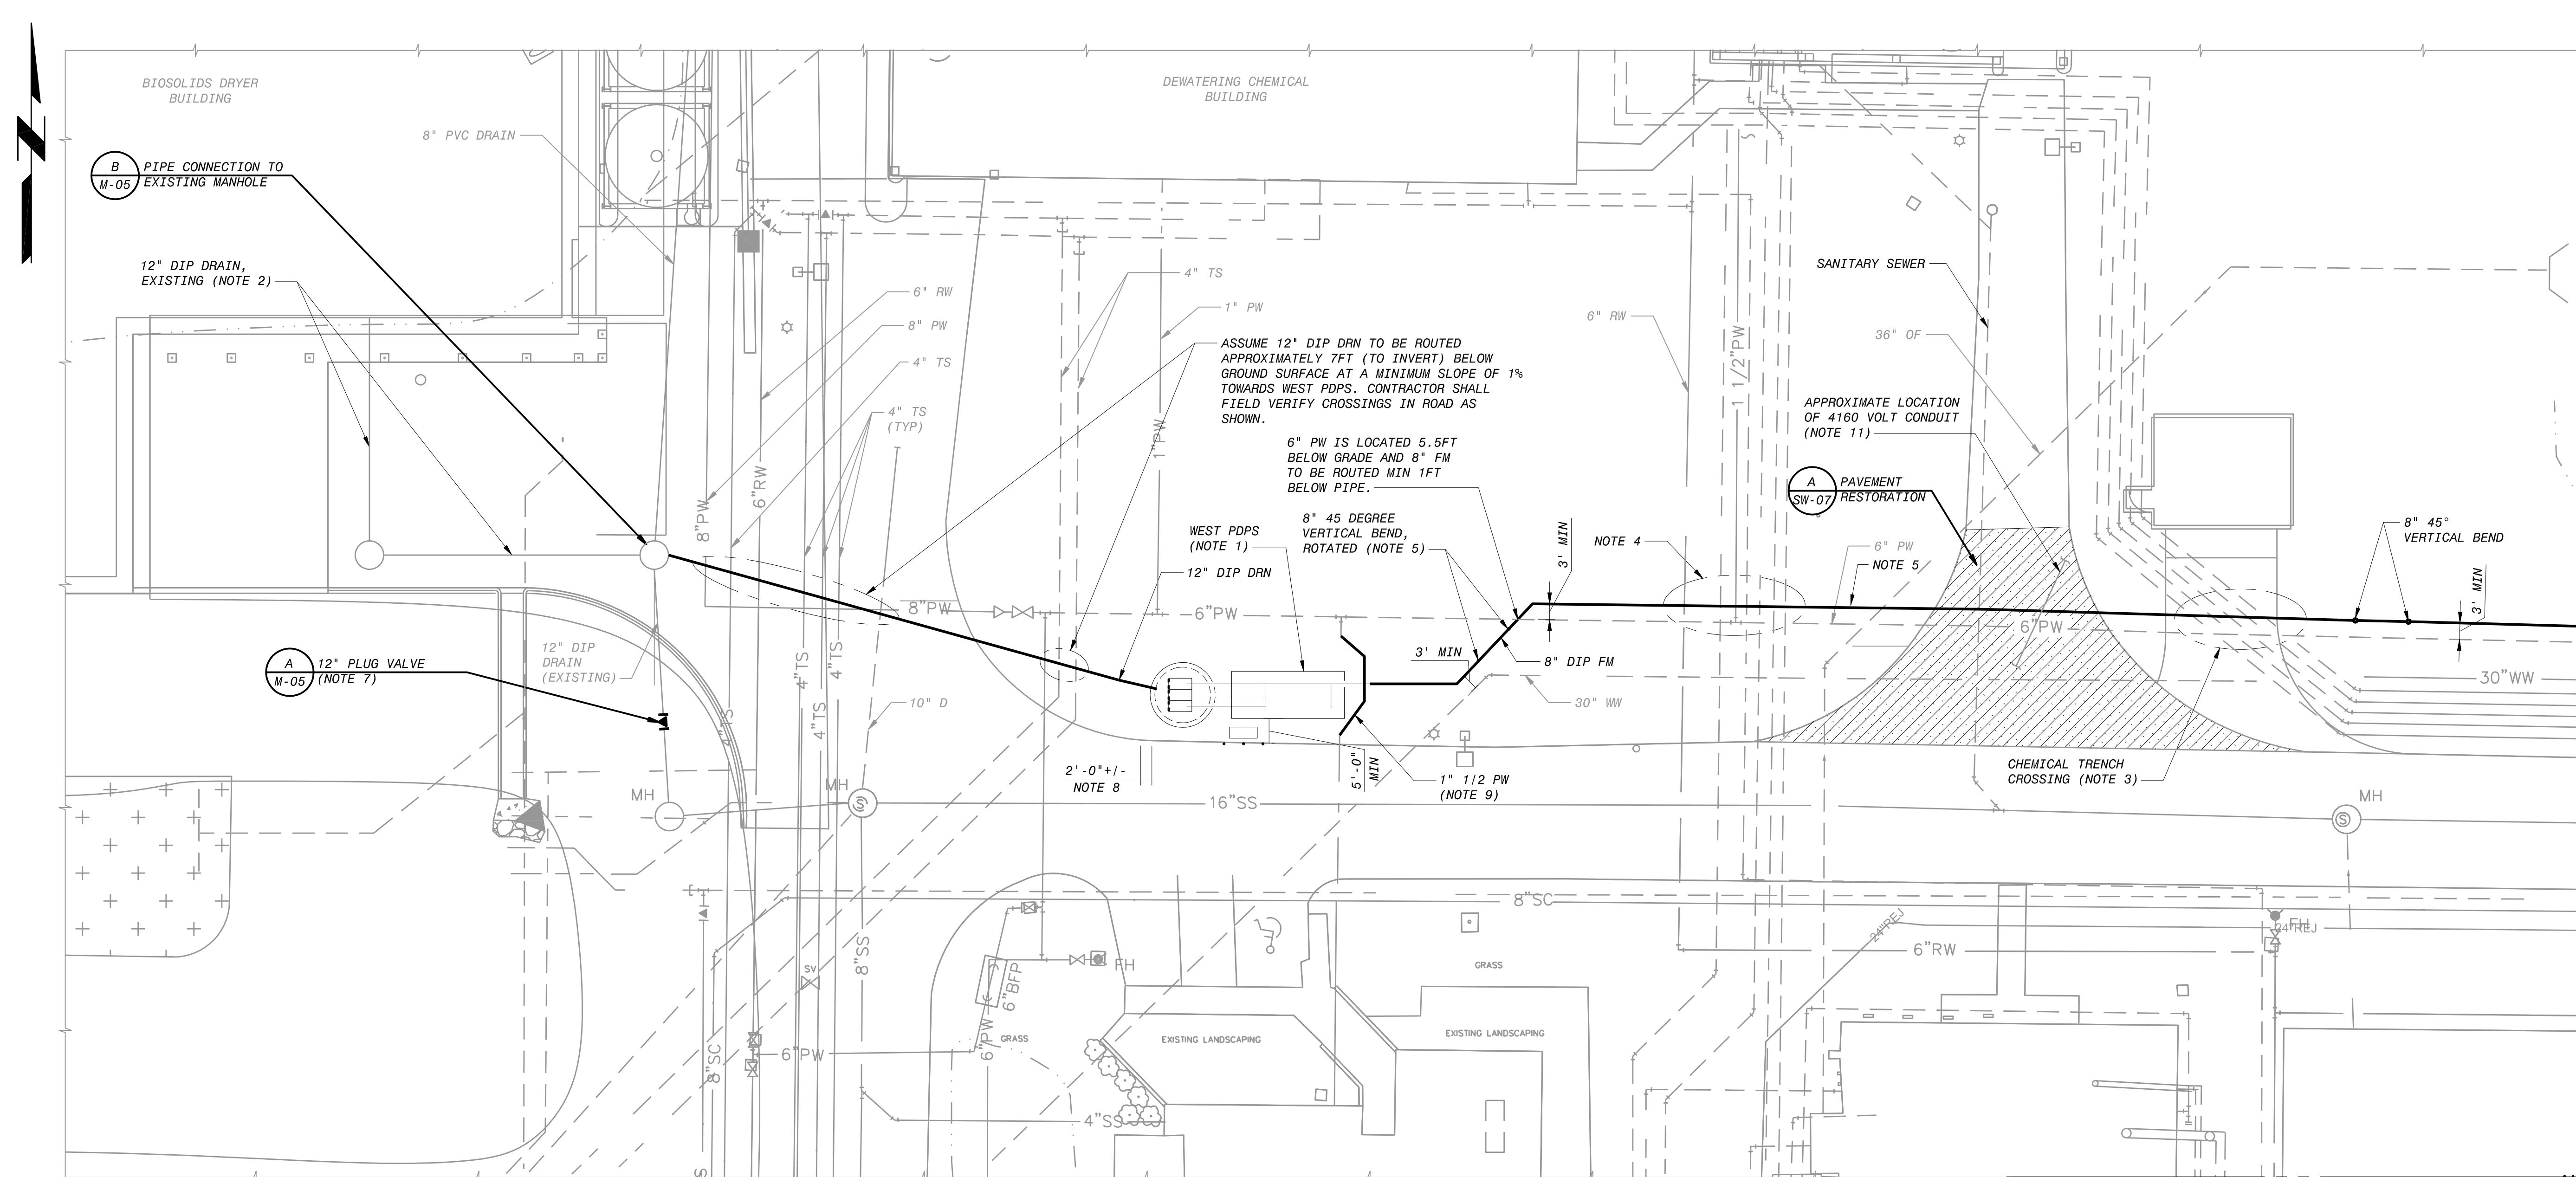 BIOSOLIDS DRYER
BUILDING
8" PVC DRAIN
DEWATERING CHEMICAL
BUILDING
B
M-05
PIPE CONNECTION TO
EXISTING MANHOLE
N
12" DIP DRAIN,
EXISTING (NOTE 2)
6" RW
8" PW
4" TS
4" TS
(TYP)
4" TS
1" PW
ASSUME 12" DIP DRN TO BE ROUTED
APPROXIMATELY 7FT (TO INVERT) BELOW
GROUND SURFACE AT A MINIMUM SLOPE OF 1%
TOWARDS WEST PDPS. CONTRACTOR SHALL
FIELD VERIFY CROSSINGS IN ROAD AS
SHOWN.
6" RW
1 1/2"PW
SANITARY SEWER
36" OF
APPROXIMATE LOCATION
OF 4160 VOLT CONDUIT
(NOTE 11)
A
SW-07
PAVEMENT
RESTORATION
8"PW
6"RW
1"PW
6" PW IS LOCATED 5.5FT
BELOW GRADE AND 8" FM
TO BE ROUTED MIN 1FT
BELOW PIPE.
8" 45 DEGREE
VERTICAL BEND,
ROTATED (NOTE 5)
WEST PDPS
(NOTE 1)
12" DIP DRN
3' MIN
NOTE 4
6" PW
NOTE 5
8" 45°
VERTICAL BEND
3' MIN
8"PW
6"PW
6"PW
12" DIP
DRAIN
(EXISTING)
A
M-05
12" PLUG VALVE
(NOTE 7)
4"TS
4"TS
4"TS
4"TS
10" D
3' MIN
8" DIP FM
30" WW
30"WW
2'-0"+/-
NOTE 8
5'-0"
MIN
1" 1/2 PW
(NOTE 9)
CHEMICAL TRENCH
CROSSING (NOTE 3)
MH
MH
S
16"SS
MH
S
8"SC
24"REJ
FH
24"REJ
6"RW
8"SS
SV
FH
6"BFP
6"PW
GRASS
GRASS
EXISTING LANDSCAPING
EXISTING LANDSCAPING
8"SC
6"PW
4"SS
S